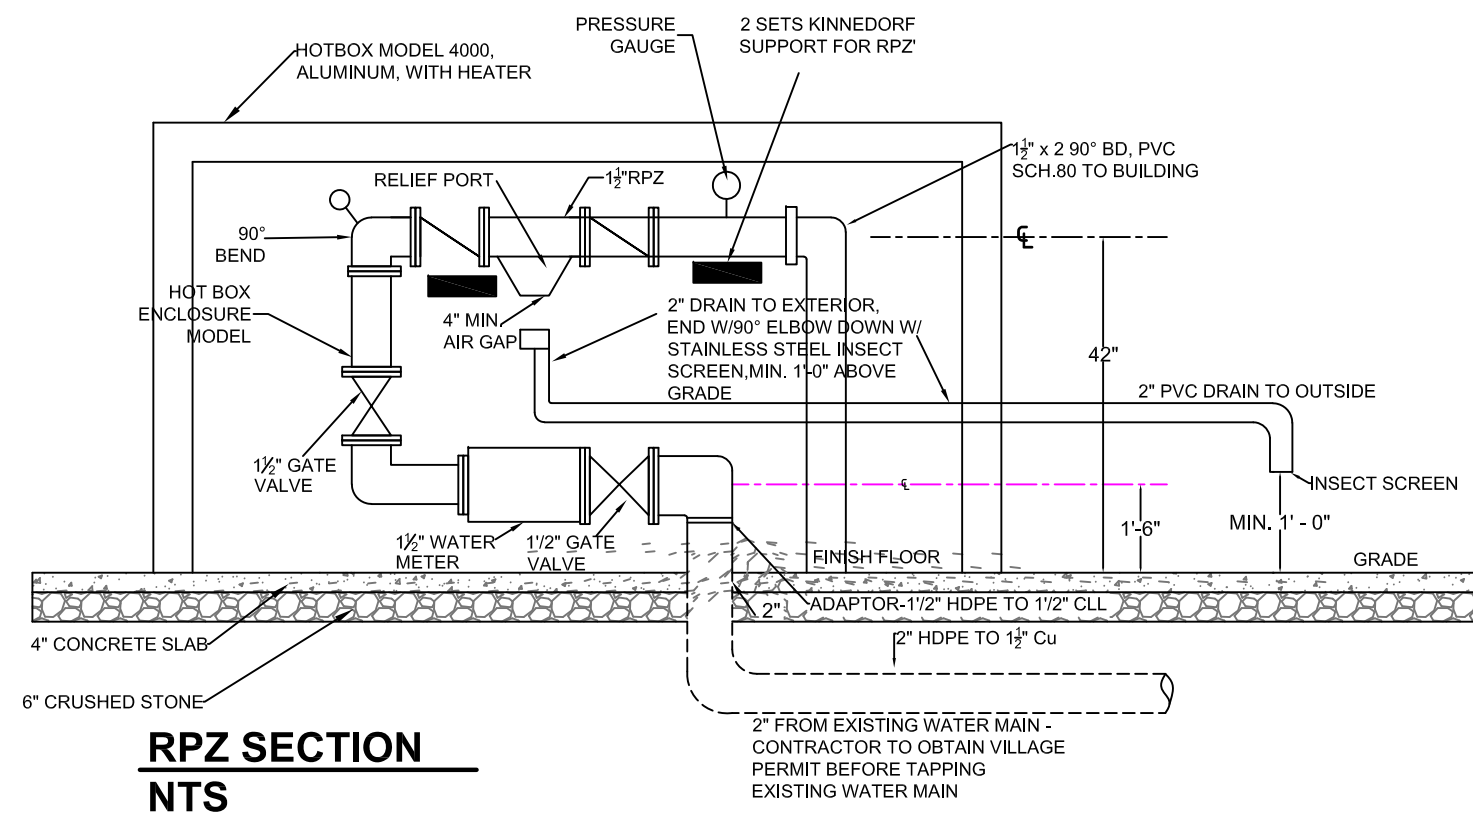 PRESSURE
GAUGE
2 SETS KINNEDORF
SUPPORT FOR RPZ'
HOTBOX MODEL 4000,
ALUMINUM, WITH HEATER
1½" x 2 90° BD, PVC
SCH.80 TO BUILDING
RELIEF PORT
1½"RPZ
90°
BEND
℄
HOT BOX
ENCLOSURE
MODEL
4" MIN.
AIR GAP
2" DRAIN TO EXTERIOR,
END W/90° ELBOW DOWN W/
STAINLESS STEEL INSECT
SCREEN,MIN. 1'-0" ABOVE
GRADE
42"
2" PVC DRAIN TO OUTSIDE
1½" GATE
VALVE
℄
INSECT SCREEN
1½" WATER
METER
1'/2" GATE
VALVE
1'-6"
MIN. 1' - 0"
FINISH FLOOR
GRADE
2"
ADAPTOR-1'/2" HDPE TO 1'/2" CLL
4" CONCRETE SLAB
2" HDPE TO 1½" Cu
6" CRUSHED STONE
2" FROM EXISTING WATER MAIN -
CONTRACTOR TO OBTAIN VILLAGE
PERMIT BEFORE TAPPING
EXISTING WATER MAIN
RPZ SECTION
NTS